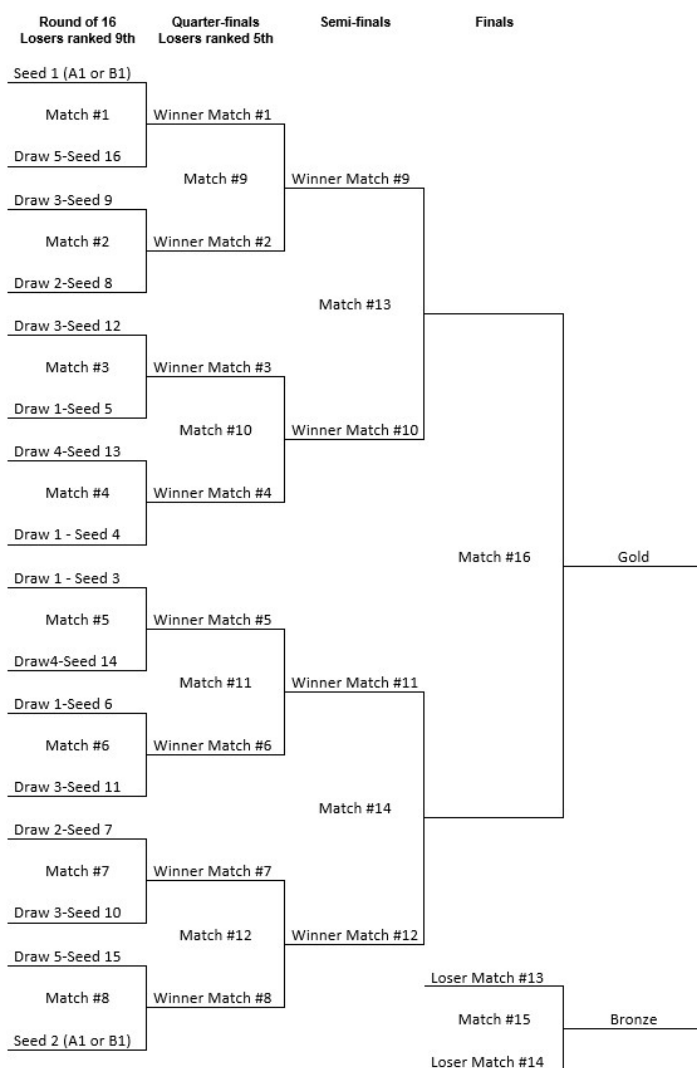 Round of 16
Losers ranked 9th
Quarter-finals
Losers ranked 5th
Semi-finals
Finals
Seed 1 (A1 or B1)
Match #1
Winner Match #1
Draw 5-Seed 16
Match #9
Winner Match #9
Draw 3-Seed 9
Match #2
Winner Match #2
Draw 2-Seed 8
Match #13
Draw 3-Seed 12
Match #3
Winner Match #3
Draw 1-Seed 5
Match #10
Winner Match #10
Draw 4-Seed 13
Match #4
Winner Match #4
Draw 1 - Seed 4
Match #16
Gold
Draw 1 - Seed 3
Match #5
Winner Match #5
Draw4-Seed 14
Match #11
Winner Match #11
Draw 1-Seed 6
Match #6
Winner Match #6
Draw 3-Seed 11
Match #14
Draw 2-Seed 7
Match #7
Winner Match #7
Draw 3-Seed 10
Match #12
Winner Match #12
Draw 5-Seed 15
Match #8
Winner Match #8
Seed 2 (A1 or B1)
Loser Match #13
Match #15
Bronze
Loser Match #14